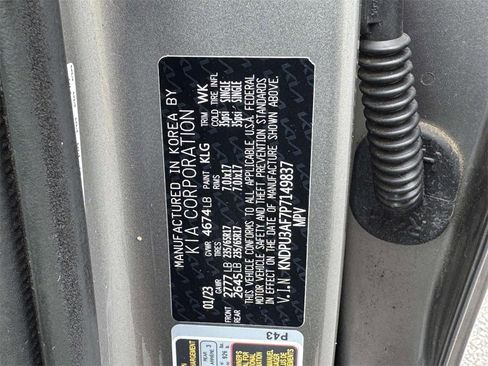 MANUFACTURED IN KOREA BY
KIA CORPORATION
01/23 GVWR 4674LB PAINT KLG TRIM WK
GAWR TIRES RIMS COLD TIRE INFL
FRONT 2777LB 235/65R17 7.0Jx17 35psi SINGLE
REAR 2645LB 235/65R17 7.0Jx17 35psi SINGLE
THIS VEHICLE CONFORMS TO ALL APPLICABLE U.S.A. FEDERAL
MOTOR VEHICLE SAFETY AND THEFT PREVENTION STANDARDS
IN EFFECT ON THE DATE OF MANUFACTURE SHOWN ABOVE.
V.I.N: KNDPU3AF7P7149837
MPV
P43